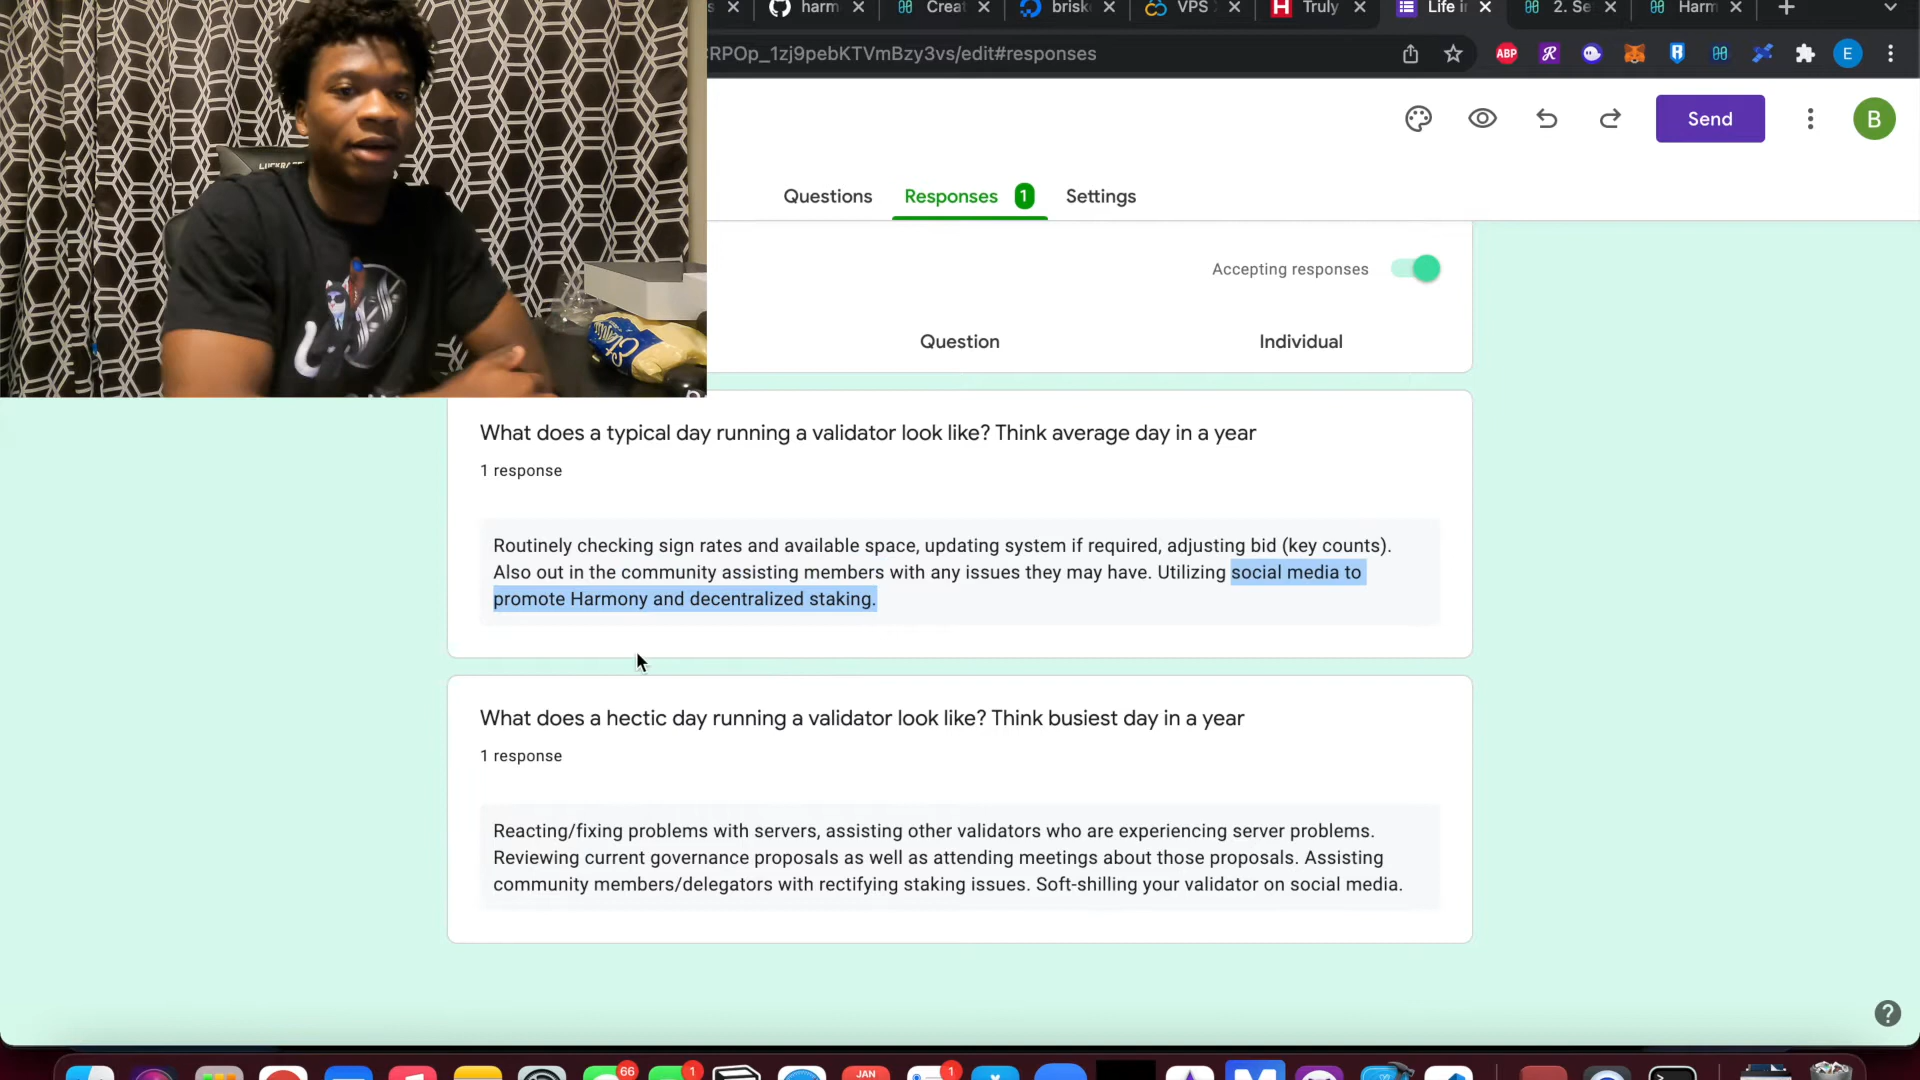 harm
Creat
brisk
VPS
Truly
Life i
2. Se
Harm
CRPOp_1zj9pebKTVmBzy3vs/edit#responses
ABP
E
Send
B
Questions
Responses 1
Settings
Accepting responses
Question
Individual
What does a typical day running a validator look like? Think average day in a year
1 response
Routinely checking sign rates and available space, updating system if required, adjusting bid (key counts).
Also out in the community assisting members with any issues they may have. Utilizing social media to
promote Harmony and decentralized staking.
What does a hectic day running a validator look like? Think busiest day in a year
1 response
Reacting/fixing problems with servers, assisting other validators who are experiencing server problems.
Reviewing current governance proposals as well as attending meetings about those proposals. Assisting
community members/delegators with rectifying staking issues. Soft-shilling your validator on social media.
66
1
JAN
1